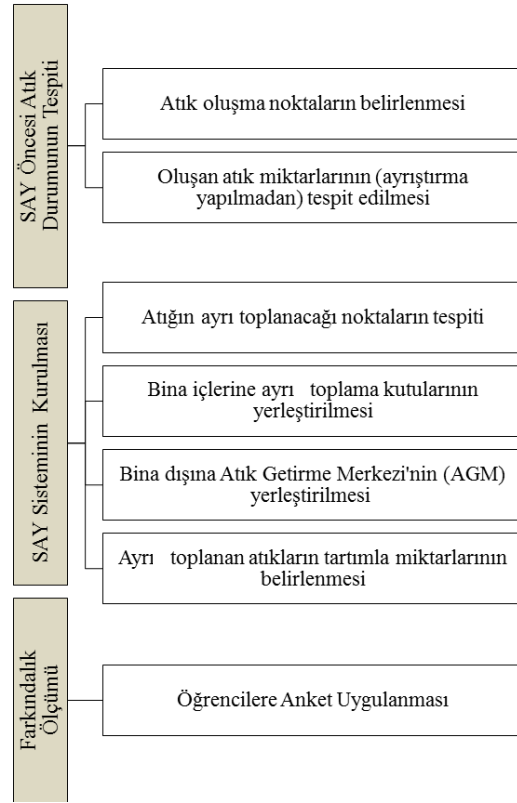 SAY Öncesi Atık
Durumunun Tespiti
Atık oluşma noktaların belirlenmesi
Oluşan atık miktarlarının (ayrıştırma
yapılmadan) tespit edilmesi
SAY Sisteminin Kurulması
Atığın ayrı toplanacağı noktaların tespiti
Bina içlerine ayrı toplama kutularının
yerleştirilmesi
Bina dışına Atık Getirme Merkezi'nin (AGM)
yerleştirilmesi
Ayrı toplanan atıkların tartımla miktarlarının
belirlenmesi
Farkındalık
Ölçümü
Öğrencilere Anket Uygulanması